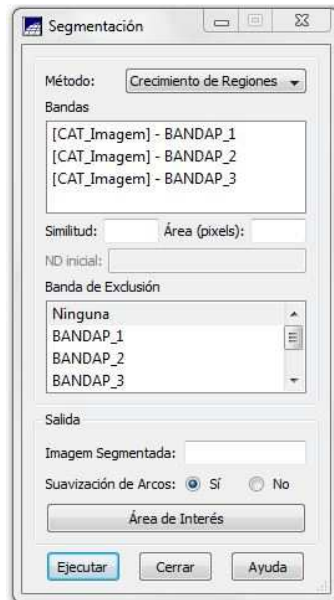 Segmentación
Método: Crecimiento de Regiones
Bandas
[CAT_Imagem] - BANDAP_1
[CAT_Imagem] - BANDAP_2
[CAT_Imagem] - BANDAP_3
Similitud: Área (pixels):
ND inicial:
Banda de Exclusión
Ninguna
BANDAP_1
BANDAP_2
BANDAP_3
Salida
Imagem Segmentada:
Suavización de Arcos: Sí No
Área de Interés
Ejecutar Cerrar Ayuda